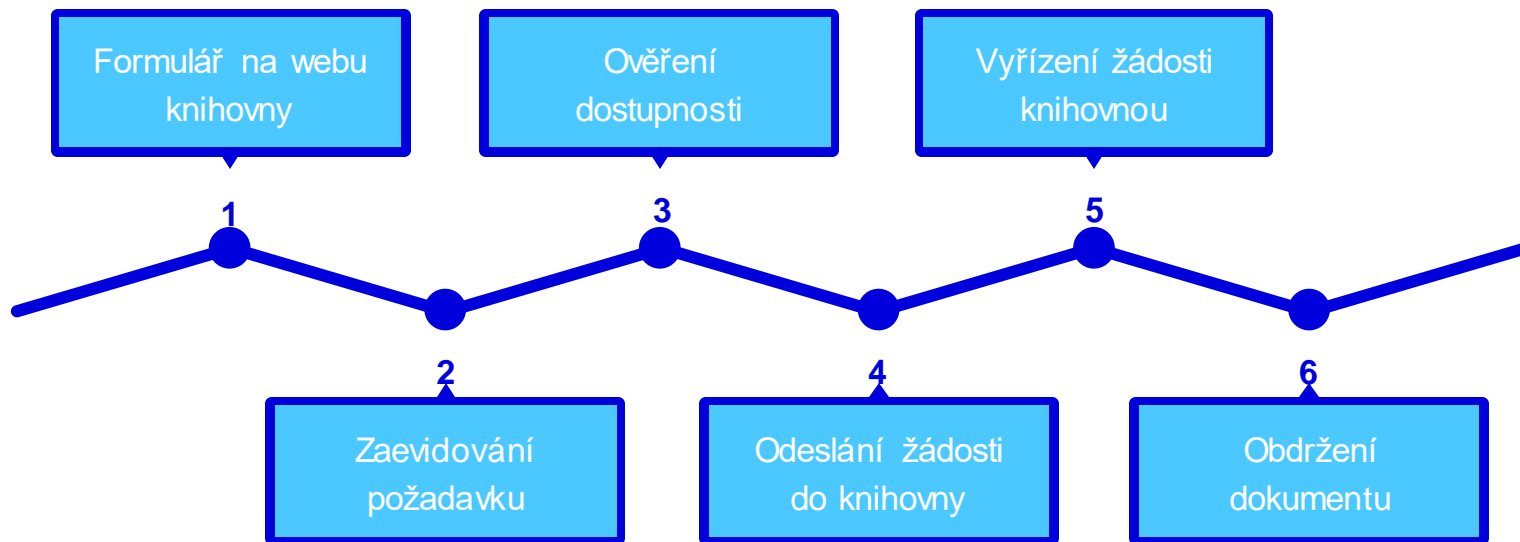 Formulář na webu
knihovny
1
2
Zaevidování
požadavku
Ověření
dostupnosti
3
4
Odeslání žádosti
do knihovny
Vyřízení žádosti
knihovnou
5
6
Obdržení
dokumentu